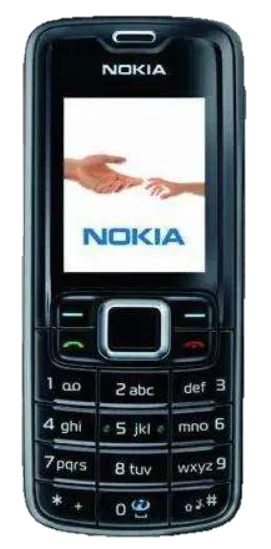 NOKIA
NOKIA
1 ꝏ 2 abc def 3
4 ghi 5 jkl mno 6
7 pqrs 8 tuv wxyz 9
* + 0 #